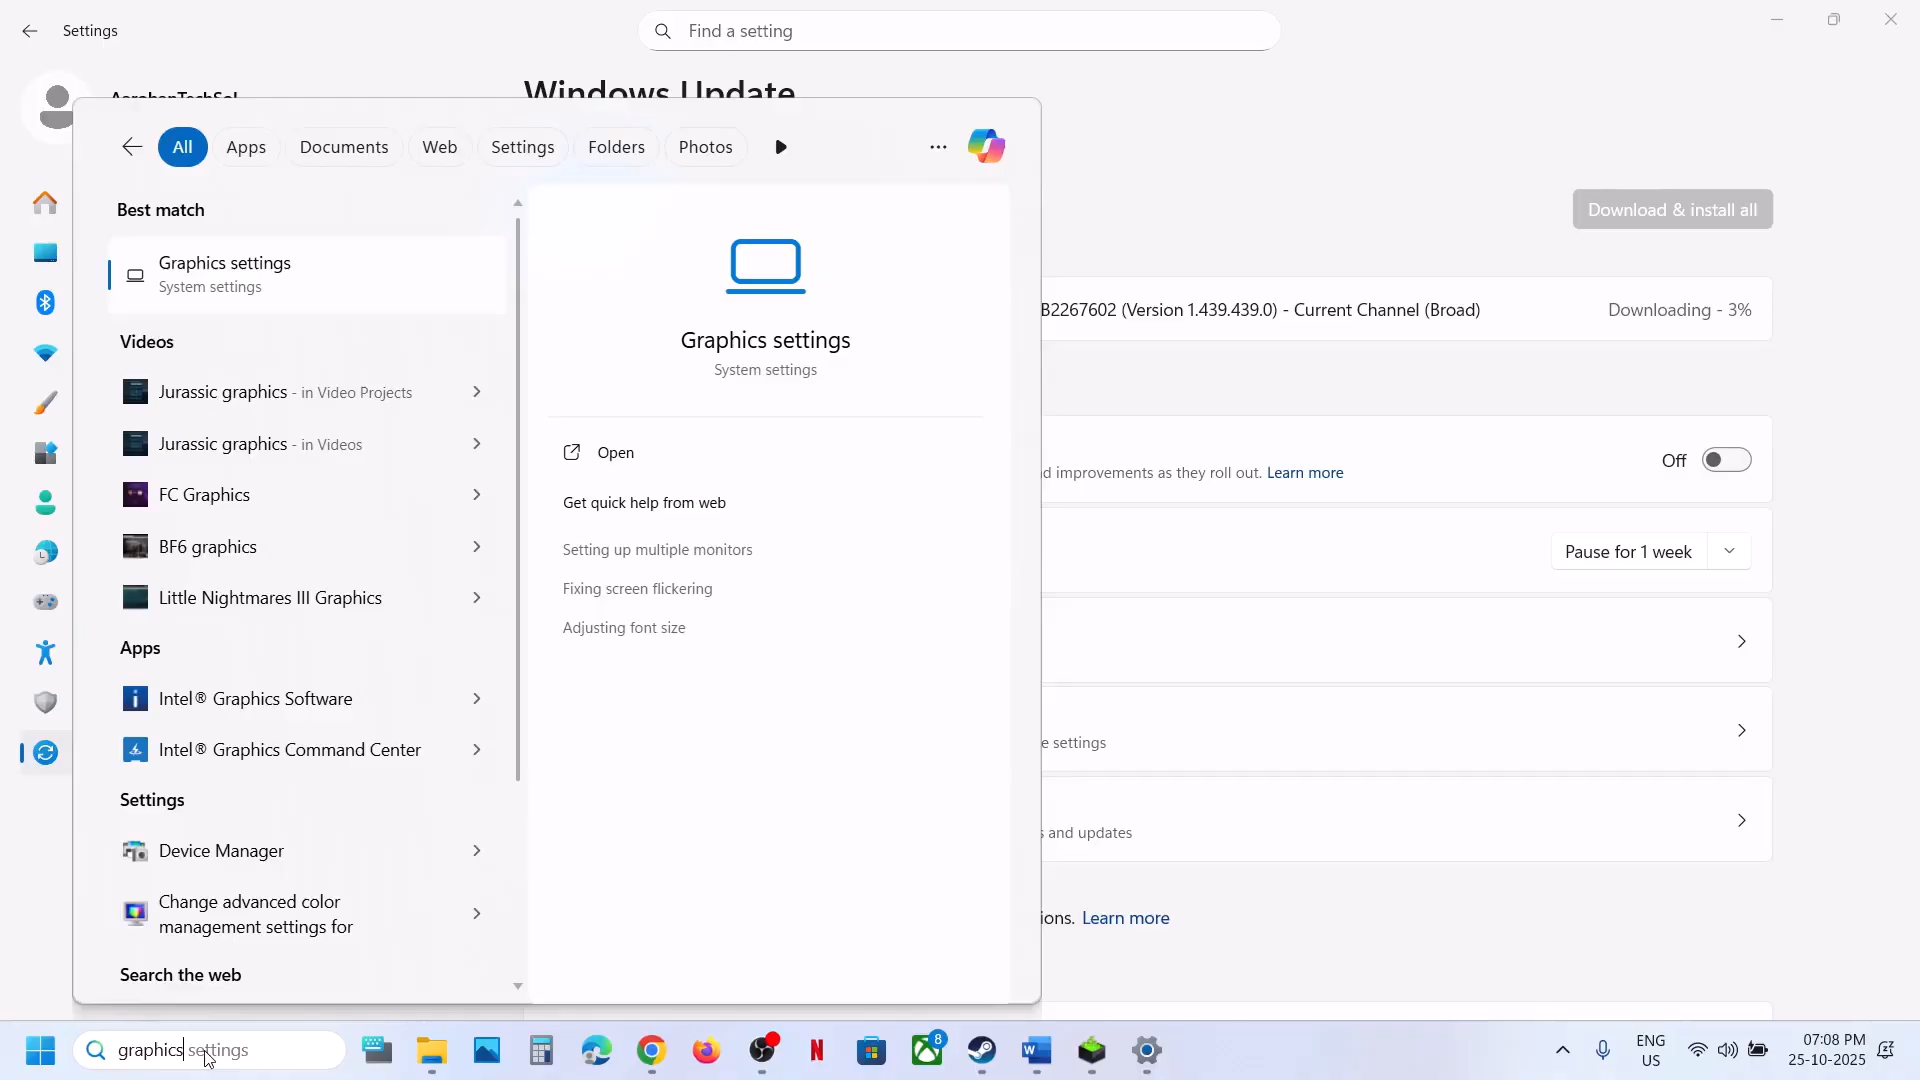 Settings
Find a setting
Windows Update
All
Apps
Documents
Web
Settings
Folders
Photos
Best match
Graphics settings
System settings
Videos
Jurassic graphics - in Video Projects
Jurassic graphics - in Videos
FC Graphics
BF6 graphics
Little Nightmares III Graphics
Apps
Intel® Graphics Software
Intel® Graphics Command Center
Settings
Device Manager
Change advanced color
management settings for
Search the web
Graphics settings
System settings
Open
Get quick help from web
Setting up multiple monitors
Fixing screen flickering
Adjusting font size
Download & install all
B2267602 (Version 1.439.439.0) - Current Channel (Broad)
Downloading - 3%
d improvements as they roll out. Learn more
Off
Pause for 1 week
e settings
s and updates
ions. Learn more
graphics settings
8
ENG
US
07:08 PM
25-10-2025